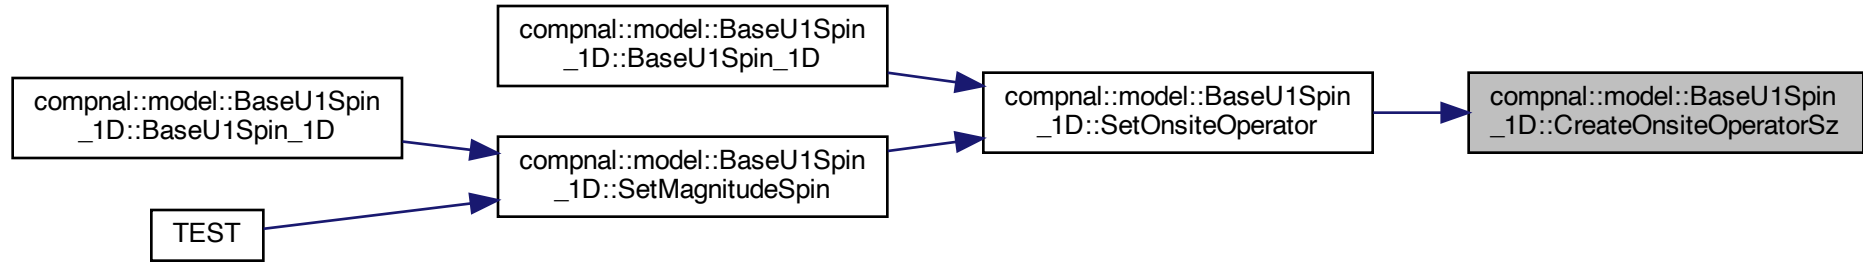 compnal::model::BaseU1Spin
_1D::BaseU1Spin_1D
compnal::model::BaseU1Spin
_1D::BaseU1Spin_1D
compnal::model::BaseU1Spin
_1D::SetOnsiteOperator
compnal::model::BaseU1Spin
_1D::CreateOnsiteOperatorSz
compnal::model::BaseU1Spin
_1D::SetMagnitudeSpin
TEST